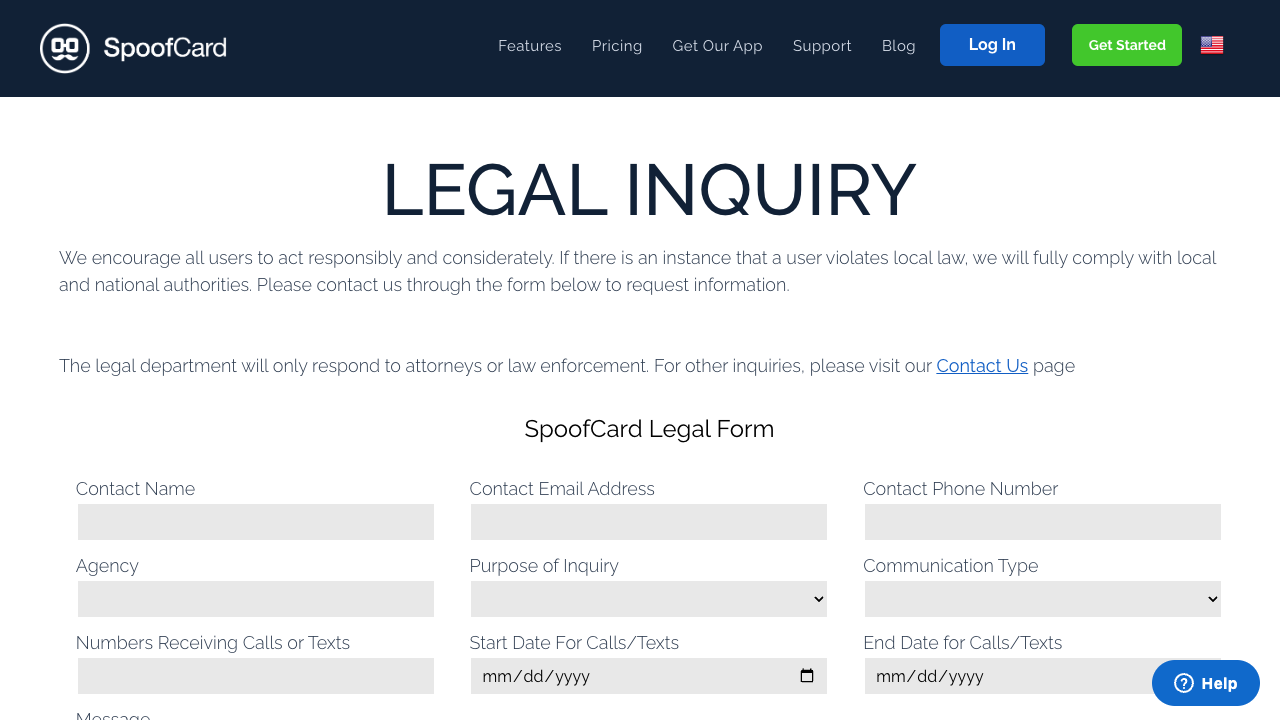 SpoofCard
Features
Pricing
Get Our App
Support
Blog
Log In
Get Started
LEGAL INQUIRY
We encourage all users to act responsibly and considerately. If there is an instance that a user violates local law, we will fully comply with local
and national authorities. Please contact us through the form below to request information.
The legal department will only respond to attorneys or law enforcement. For other inquiries, please visit our Contact Us page
SpoofCard Legal Form
Contact Name
Contact Email Address
Contact Phone Number
Agency
Purpose of Inquiry
Communication Type
Numbers Receiving Calls or Texts
Start Date For Calls/Texts
End Date for Calls/Texts
mm/dd/yyyy
mm/dd/yyyy
Help
Message